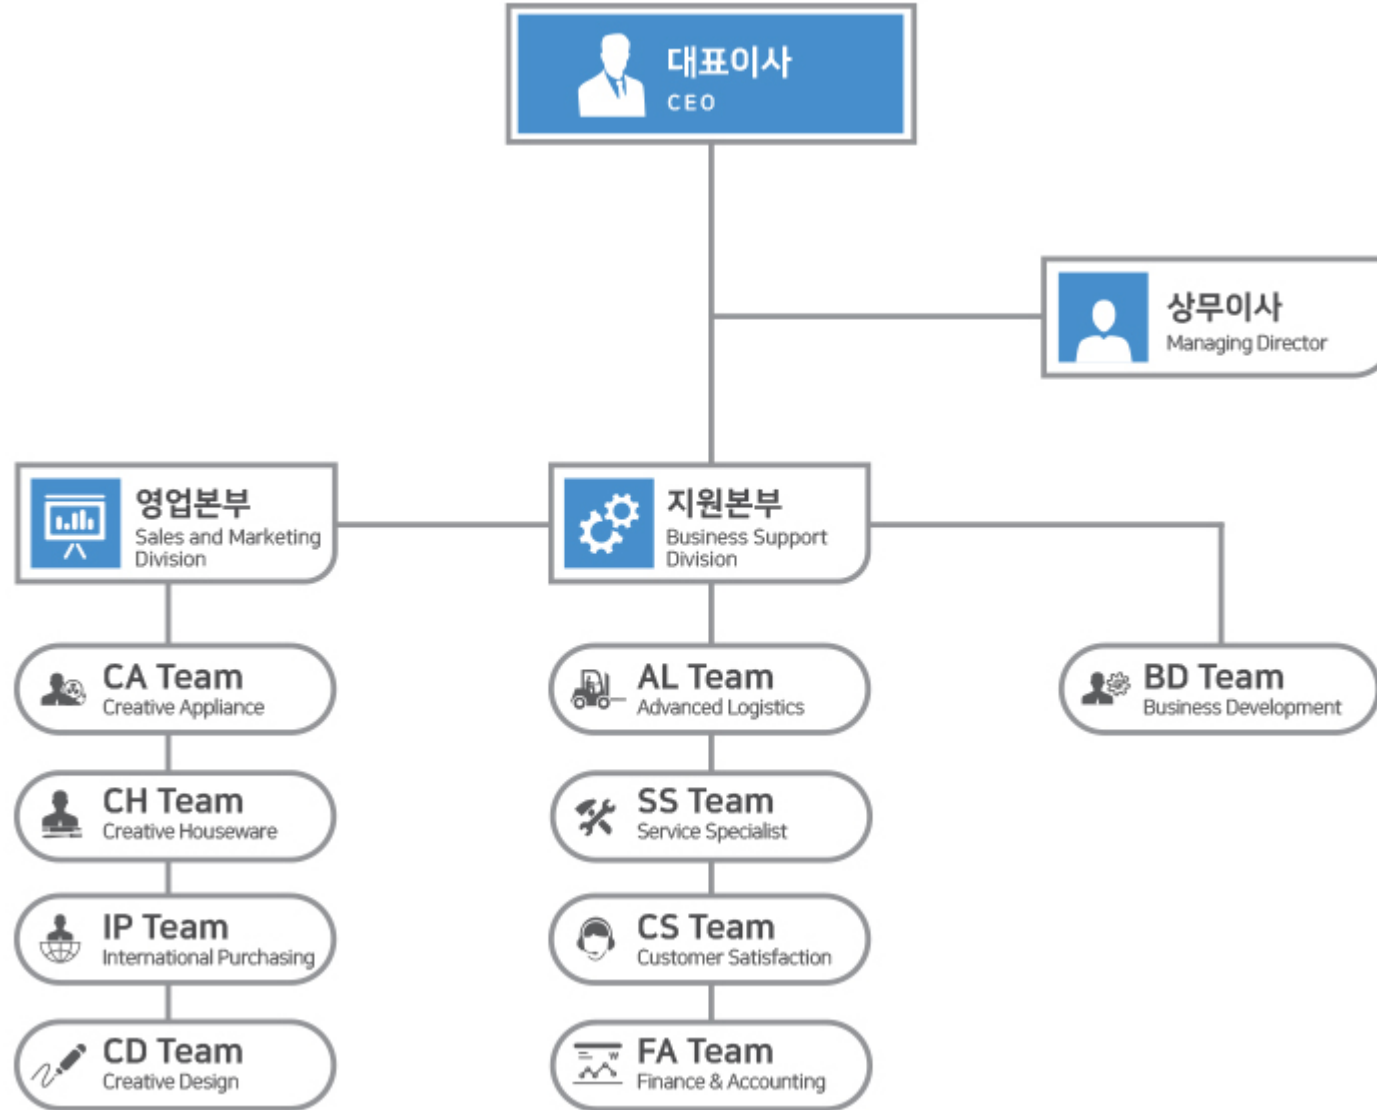 대표이사
CEO
상무이사
Managing Director
영업본부
Sales and Marketing
Division
지원본부
Business Support
Division
CA Team
Creative Appliance
CH Team
Creative Houseware
IP Team
International Purchasing
CD Team
Creative Design
AL Team
Advanced Logistics
SS Team
Service Specialist
CS Team
Customer Satisfaction
W
FA Team
Finance & Accounting
BD Team
Business Development